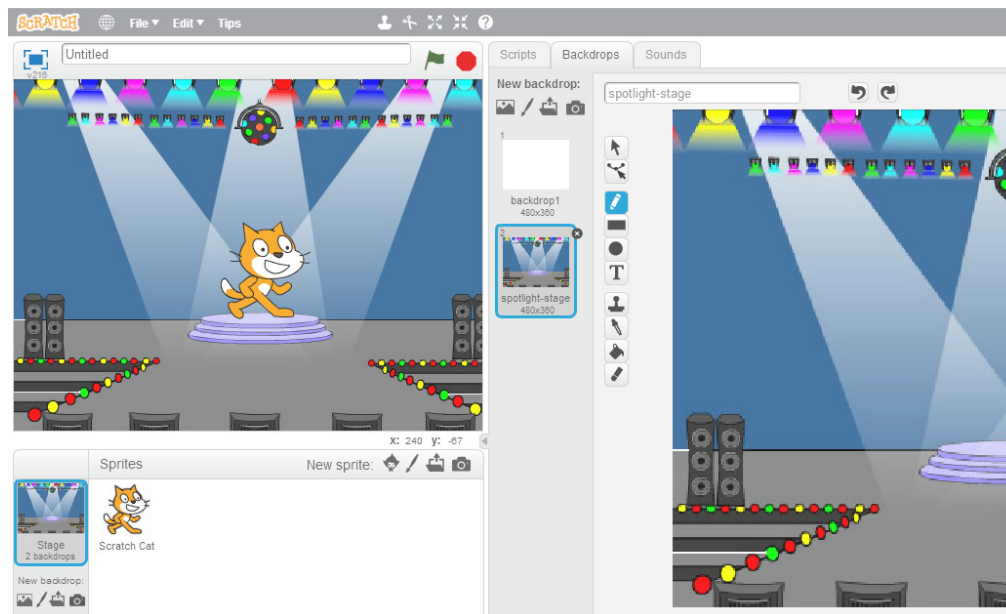 SCRATCH
File Edit Tips
v216
Untitled
Scripts Backdrops Sounds
New backdrop:
1
backdrop1
480x360
2
spotlight-stage
480x360
spotlight-stage
T
x: 240 y: -67
Sprites New sprite:
Stage
2 backdrops
New backdrop:
Scratch Cat